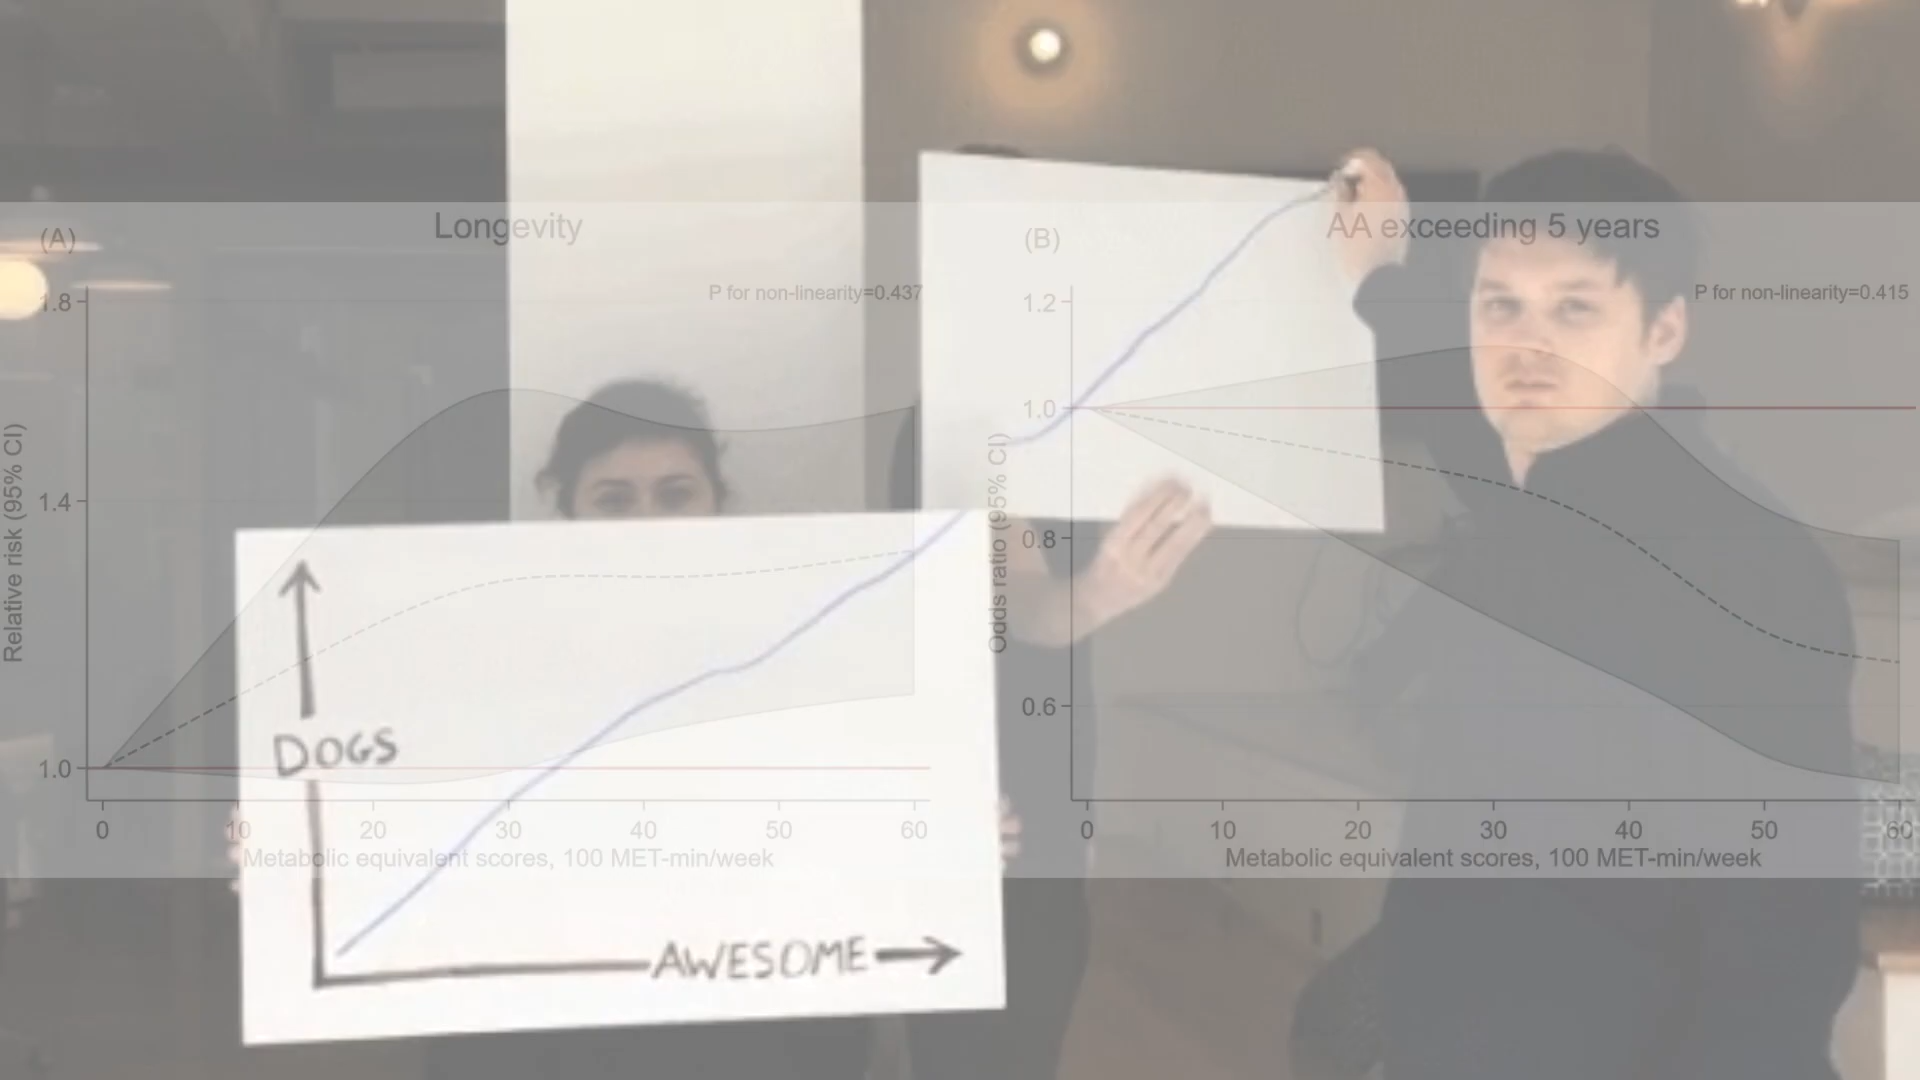 (A)
Longevity
P for non-linearity=0.437
1.8
1.4
1.0
Relative risk (95% CI)
0
10
20
30
40
50
60
Metabolic equivalent scores, 100 MET-min/week
(B)
AA exceeding 5 years
P for non-linearity=0.415
1.2
1.0
0.8
0.6
Odds ratio (95% CI)
0
10
20
30
40
50
60
Metabolic equivalent scores, 100 MET-min/week
DOGS
AWESOME